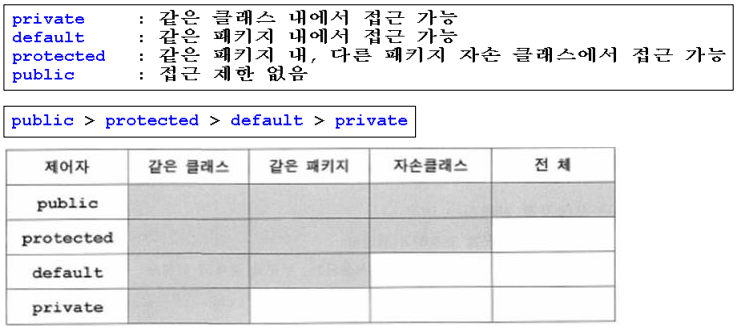 private : 같은 클래스 내에서 접근 가능
default : 같은 패키지 내에서 접근 가능
protected : 같은 패키지 내, 다른 패키지 자손 클래스에서 접근 가능
public : 접근 제한 없음
public > protected > default > private
제어자 같은 클래스 같은 패키지 자손클래스 전 체
public
protected
default
private